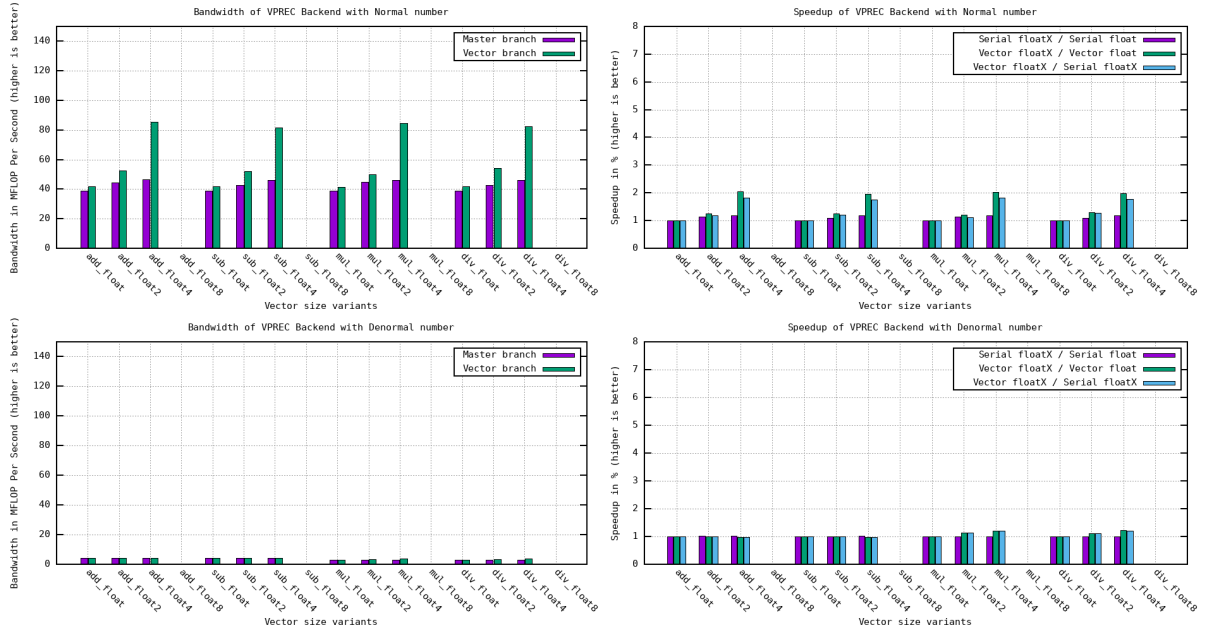 Bandwidth of VPREC Backend with Normal number
Bandwidth in MFLOP Per Second (higher is better)
140
120
100
80
60
40
20
0
Master branch
Vector branch
add_float
add_float2
add_float4
add_float8
sub_float
sub_float2
sub_float4
sub_float8
mul_float
mul_float2
mul_float4
mul_float8
div_float
div_float2
div_float4
div_float8
Vector size variants
Speedup of VPREC Backend with Normal number
Speedup in % (higher is better)
8
7
6
5
4
3
2
1
0
Serial floatX / Serial float
Vector floatX / Vector float
Vector floatX / Serial floatX
add_float
add_float2
add_float4
add_float8
sub_float
sub_float2
sub_float4
sub_float8
mul_float
mul_float2
mul_float4
mul_float8
div_float
div_float2
div_float4
div_float8
Vector size variants
Bandwidth of VPREC Backend with Denormal number
Bandwidth in MFLOP Per Second (higher is better)
140
120
100
80
60
40
20
0
Master branch
Vector branch
add_float
add_float2
add_float4
add_float8
sub_float
sub_float2
sub_float4
sub_float8
mul_float
mul_float2
mul_float4
mul_float8
div_float
div_float2
div_float4
div_float8
Vector size variants
Speedup of VPREC Backend with Denormal number
Speedup in % (higher is better)
8
7
6
5
4
3
2
1
0
Serial floatX / Serial float
Vector floatX / Vector float
Vector floatX / Serial floatX
add_float
add_float2
add_float4
add_float8
sub_float
sub_float2
sub_float4
sub_float8
mul_float
mul_float2
mul_float4
mul_float8
div_float
div_float2
div_float4
div_float8
Vector size variants